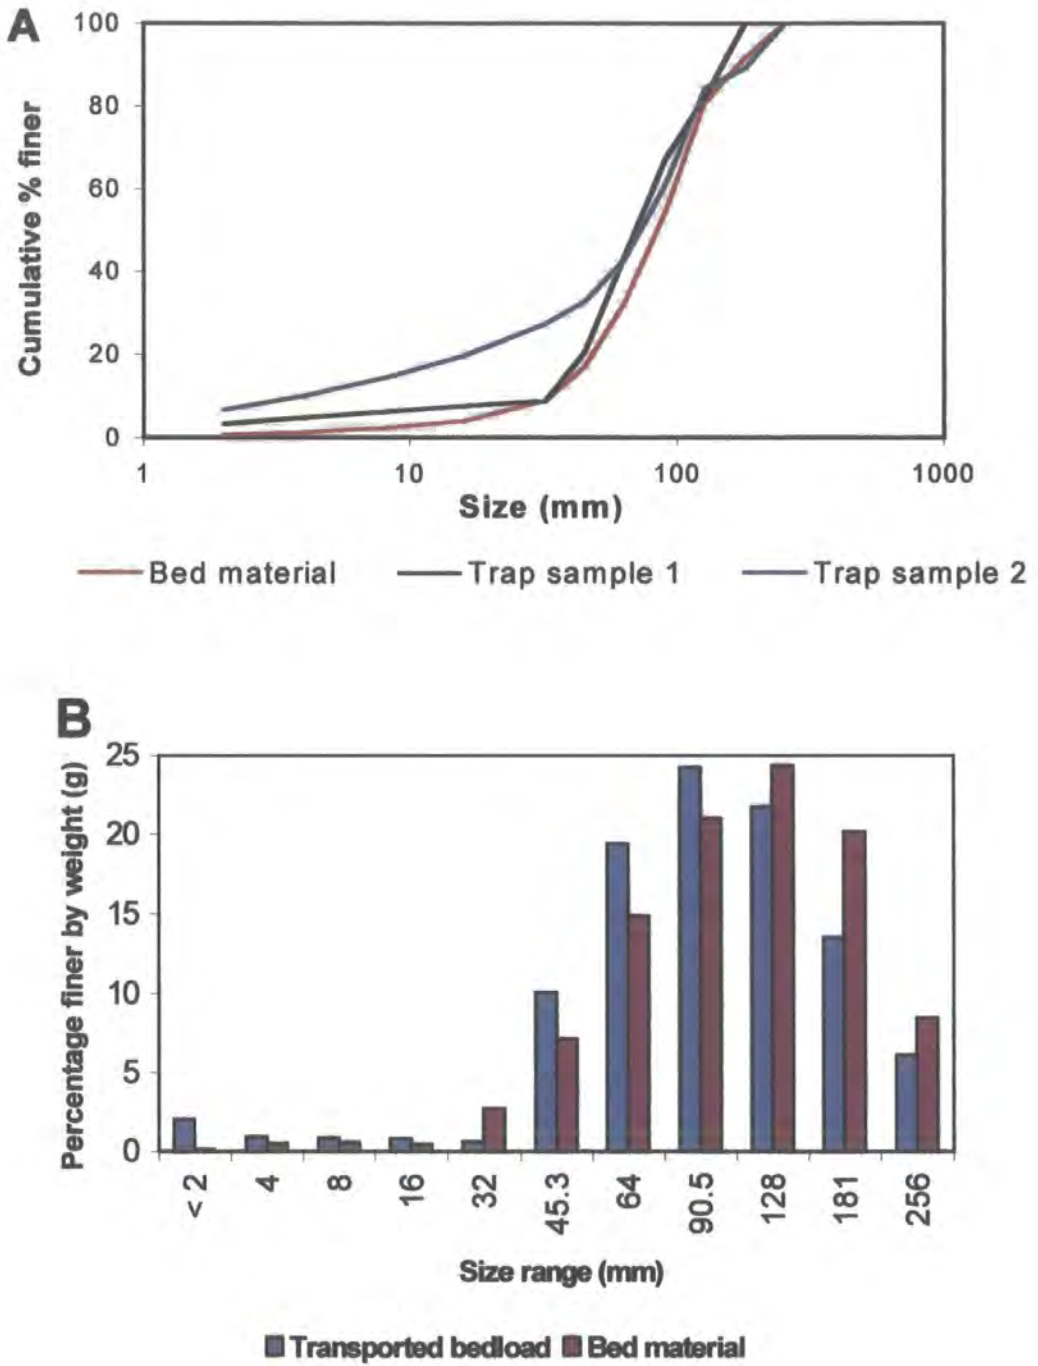 A
100
80
60
40
20
0
Cumulative % finer
1 10 100 1000
Size (mm)
Bed material Trap sample 1 Trap sample 2
B
25
20
15
10
5
0
Percentage finer by weight (g)
< 2 4 8 16 32 45.3 64 90.5 128 181 256
Size range (mm)
Transported bedload Bed material